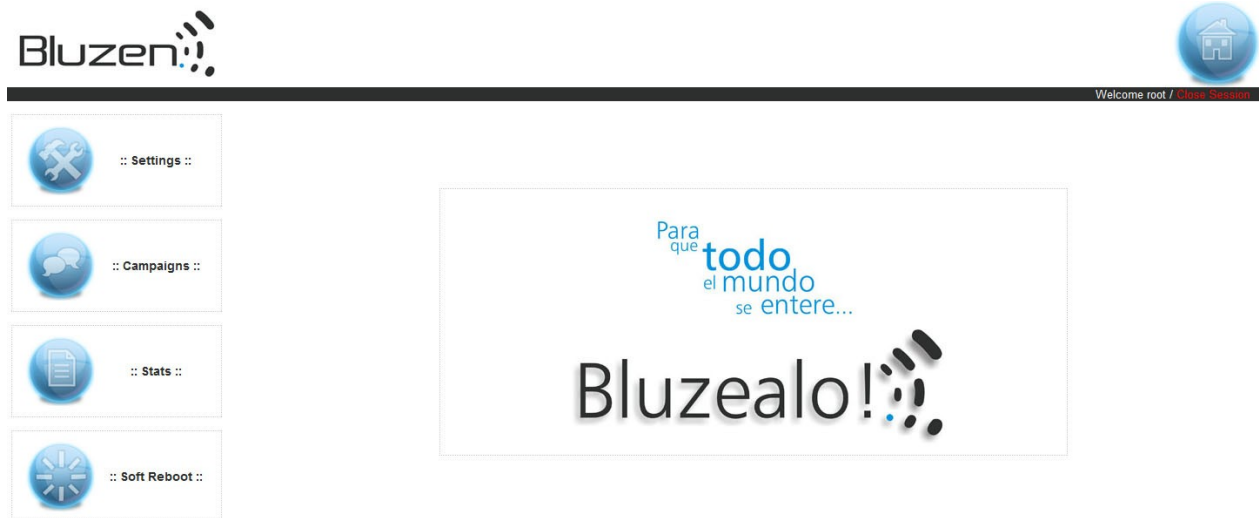 Bluzen
Welcome root / Close Session
:: Settings ::
:: Campaigns ::
:: Stats ::
:: Soft Reboot ::
Para
que todo
el mundo
se entere...
Bluzealo!